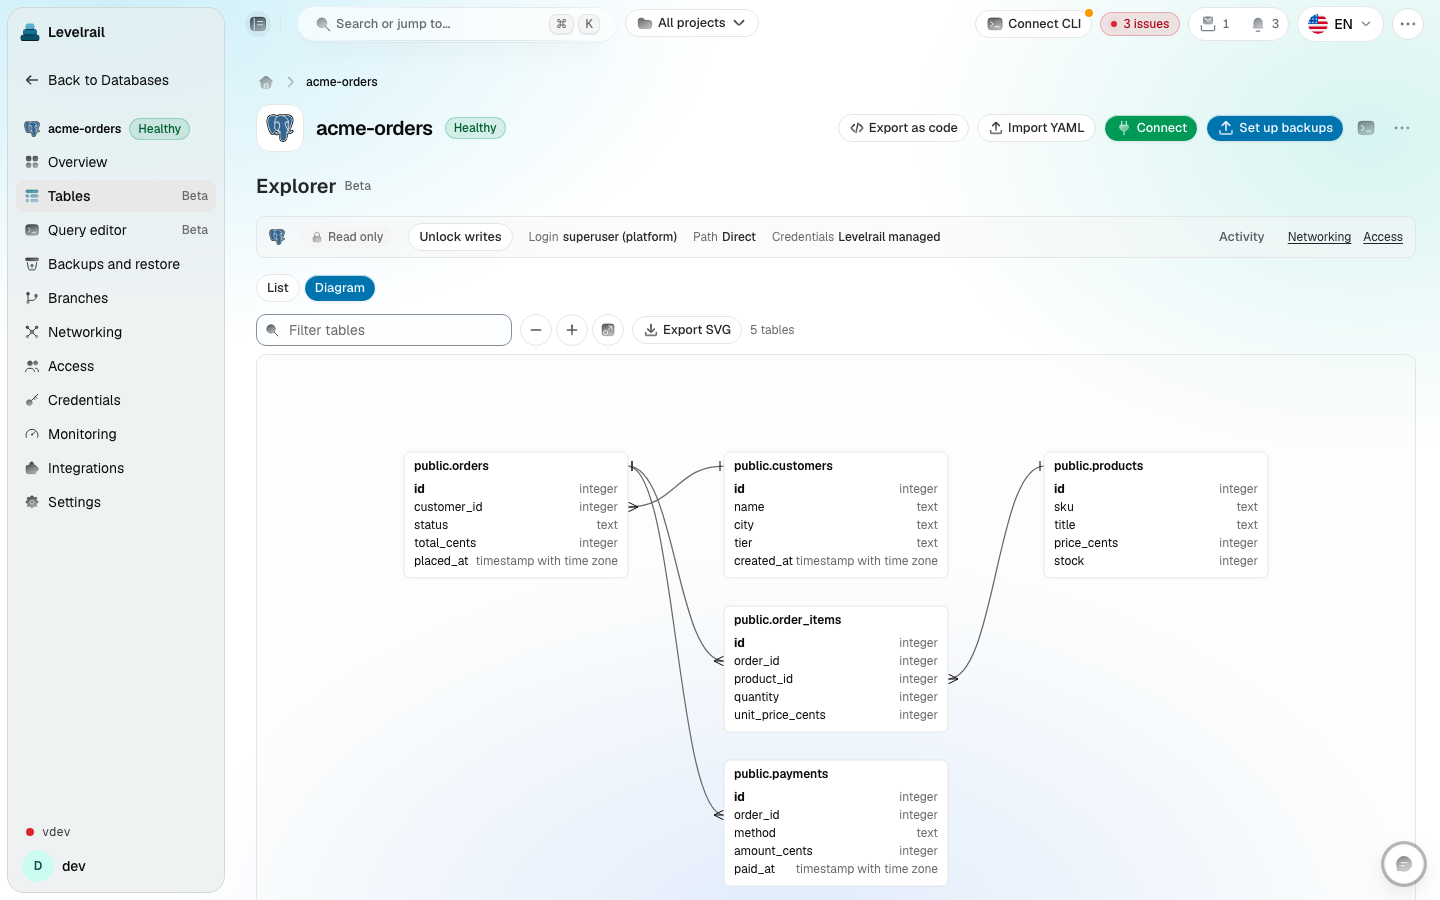 Levelrail
Back to Databases
acme-orders Healthy
Overview
Tables Beta
Query editor Beta
Backups and restore
Branches
Networking
Access
Credentials
Monitoring
Integrations
Settings
vdev
D dev
Search or jump to... ⌘ K
All projects
Connect CLI
3 issues
1 3
EN
acme-orders
acme-orders Healthy
Export as code
Import YAML
Connect
Set up backups
Explorer Beta
Read only
Unlock writes
Login superuser (platform)
Path Direct
Credentials Levelrail managed
Activity
Networking
Access
List
Diagram
Filter tables
Export SVG
5 tables
public.orders
id integer
customer_id integer
status text
total_cents integer
placed_at timestamp with time zone
public.customers
id integer
name text
city text
tier text
created_at timestamp with time zone
public.products
id integer
sku text
title text
price_cents integer
stock integer
public.order_items
id integer
order_id integer
product_id integer
quantity integer
unit_price_cents integer
public.payments
id integer
order_id integer
method text
amount_cents integer
paid_at timestamp with time zone